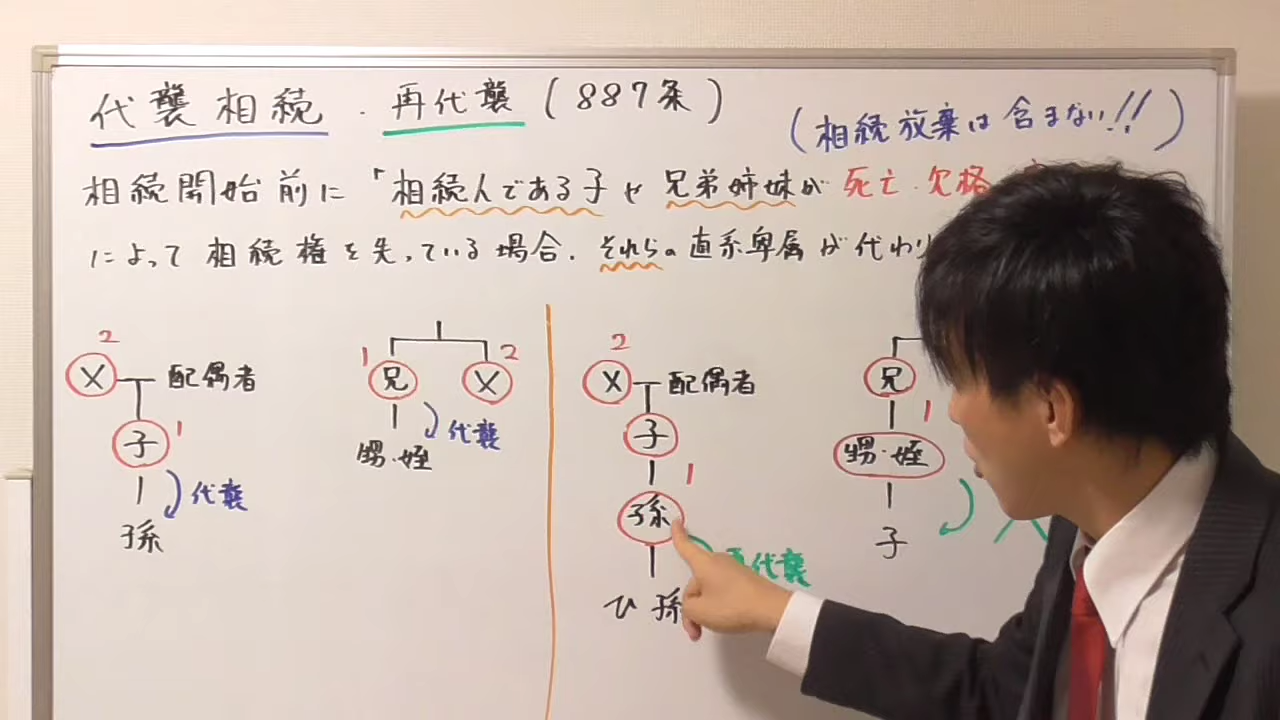 代襲相続・再代襲(887条)
(相続放棄は含まない!!)
相続開始前に「相続人である子や兄弟姉妹が死亡、欠格
によって相続権を失っている場合、それらの直系卑属が代わり
2
X 配偶者
子 1
代襲
孫
1 兄 X 2
代襲
甥・姪
2
X 配偶者
子
1
孫
再代襲
ひ孫
兄
1
甥・姪
子